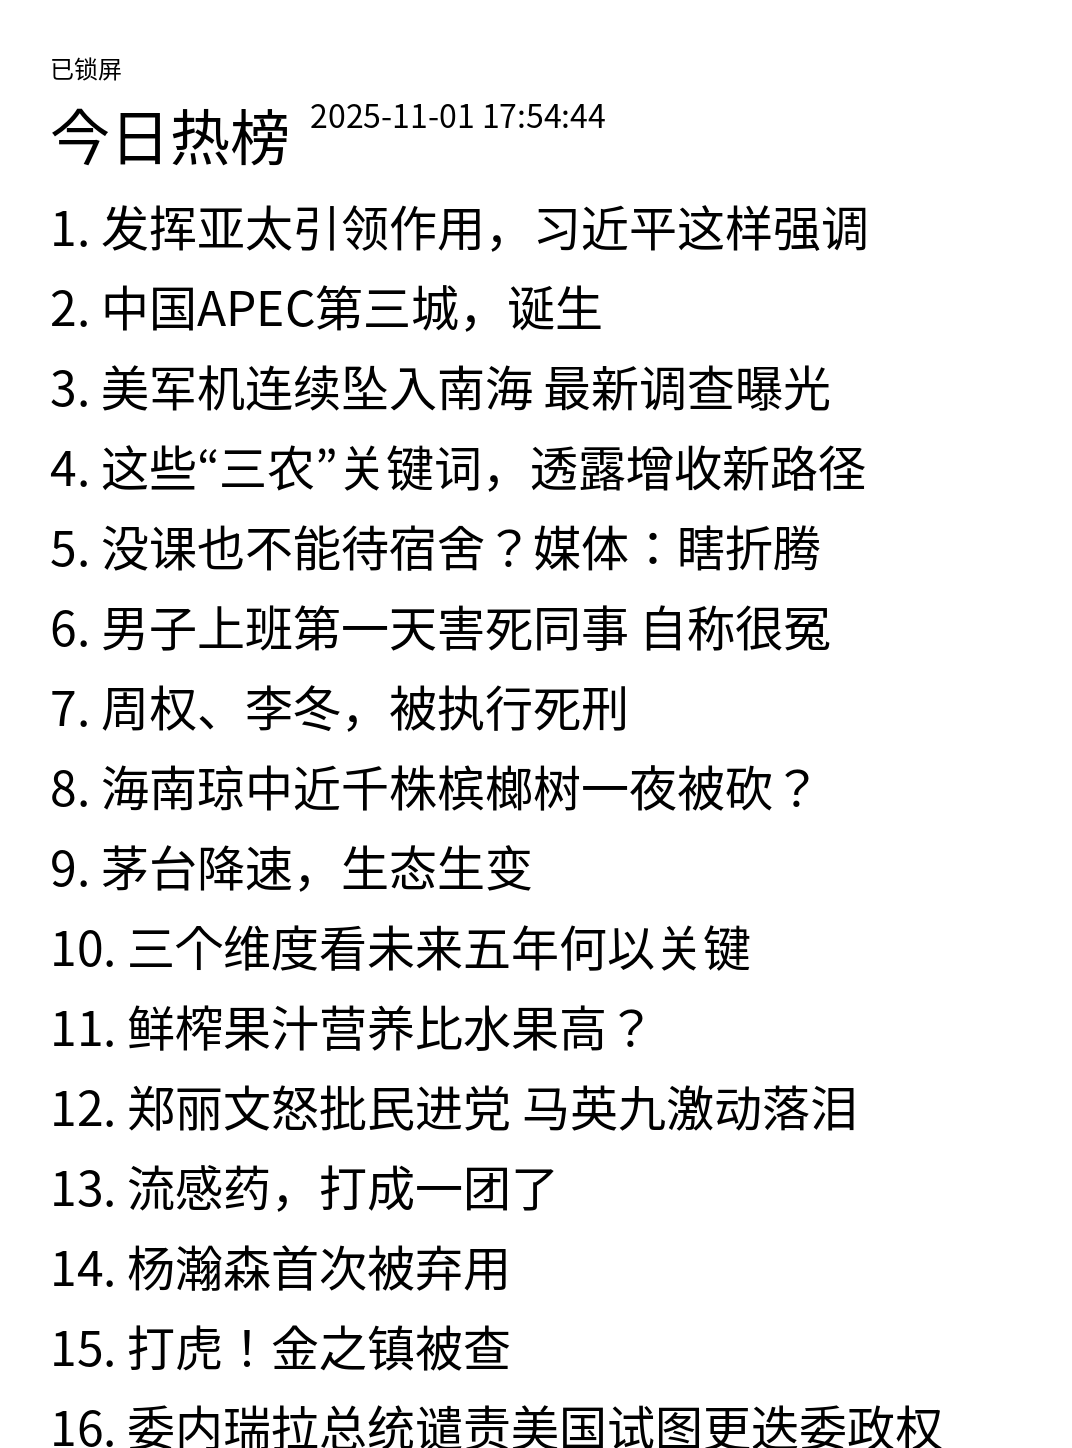 已锁屏
今日热榜 2025-11-01 17:54:44
1. 发挥亚太引领作用，习近平这样强调
2. 中国APEC第三城，诞生
3. 美军机连续坠入南海 最新调查曝光
4. 这些“三农”关键词，透露增收新路径
5. 没课也不能待宿舍？媒体：瞎折腾
6. 男子上班第一天害死同事 自称很冤
7. 周权、李冬，被执行死刑
8. 海南琼中近千株槟榔树一夜被砍？
9. 茅台降速，生态生变
10. 三个维度看未来五年何以关键
11. 鲜榨果汁营养比水果高？
12. 郑丽文怒批民进党 马英九激动落泪
13. 流感药，打成一团了
14. 杨瀚森首次被弃用
15. 打虎！金之镇被查
16. 委内瑞拉总统谴责美国试图更迭委政权